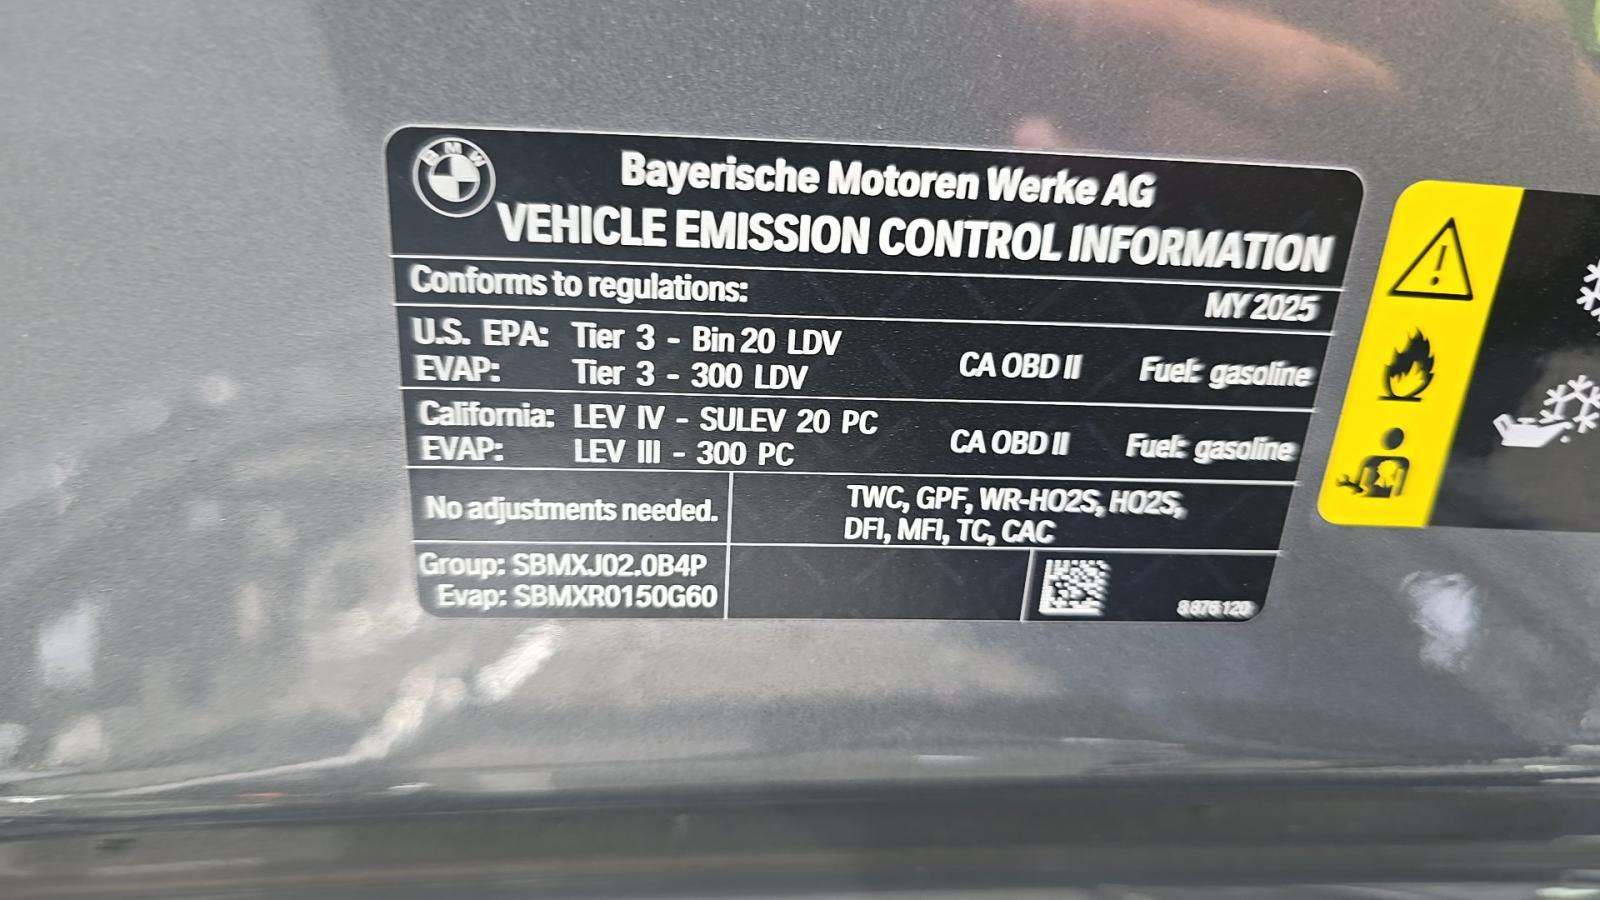 BMW
Bayerische Motoren Werke AG
VEHICLE EMISSION CONTROL INFORMATION
Conforms to regulations:
MY 2025
U.S. EPA: Tier 3 - Bin 20 LDV
EVAP: Tier 3 - 300 LDV
CA OBD II
Fuel: gasoline
California: LEV IV - SULEV 20 PC
EVAP: LEV III - 300 PC
CA OBD II
Fuel: gasoline
No adjustments needed.
TWC, GPF, WR-HO2S, HO2S,
DFI, MFI, TC, CAC
Group: SBMXJ02.0B4P
Evap: SBMXR0150G60
8 876 120